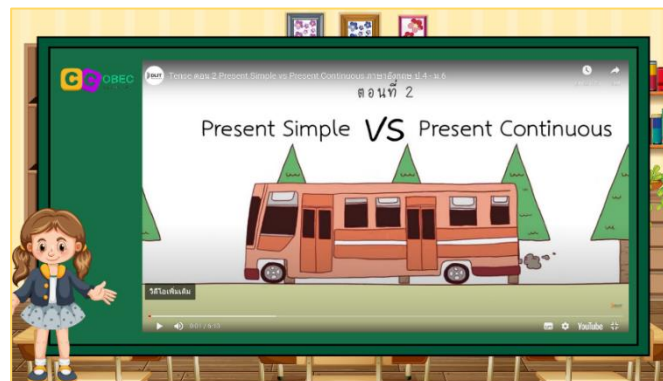 CC OBEC
Tense ตอน 2 Present Simple vs Present Continuous ภาษาอังกฤษ ป.4 - ม.6
ตอนที่ 2
Present Simple VS Present Continuous
วิดีโอเพิ่มเติม
YouTube